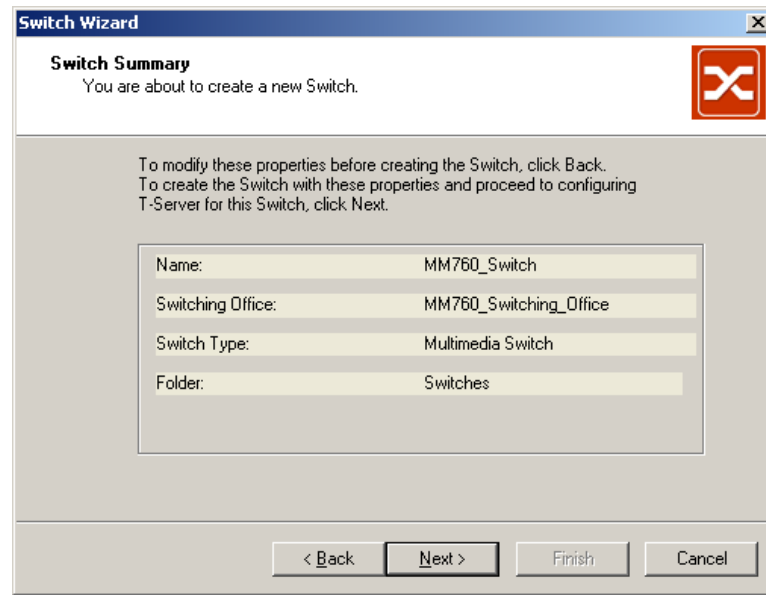 Switch Wizard
Switch Summary
You are about to create a new Switch.
To modify these properties before creating the Switch, click Back.
To create the Switch with these properties and proceed to configuring
T-Server for this Switch, click Next.
Name: MM760_Switch
Switching Office: MM760_Switching_Office
Switch Type: Multimedia Switch
Folder: Switches
< Back Next > Finish Cancel